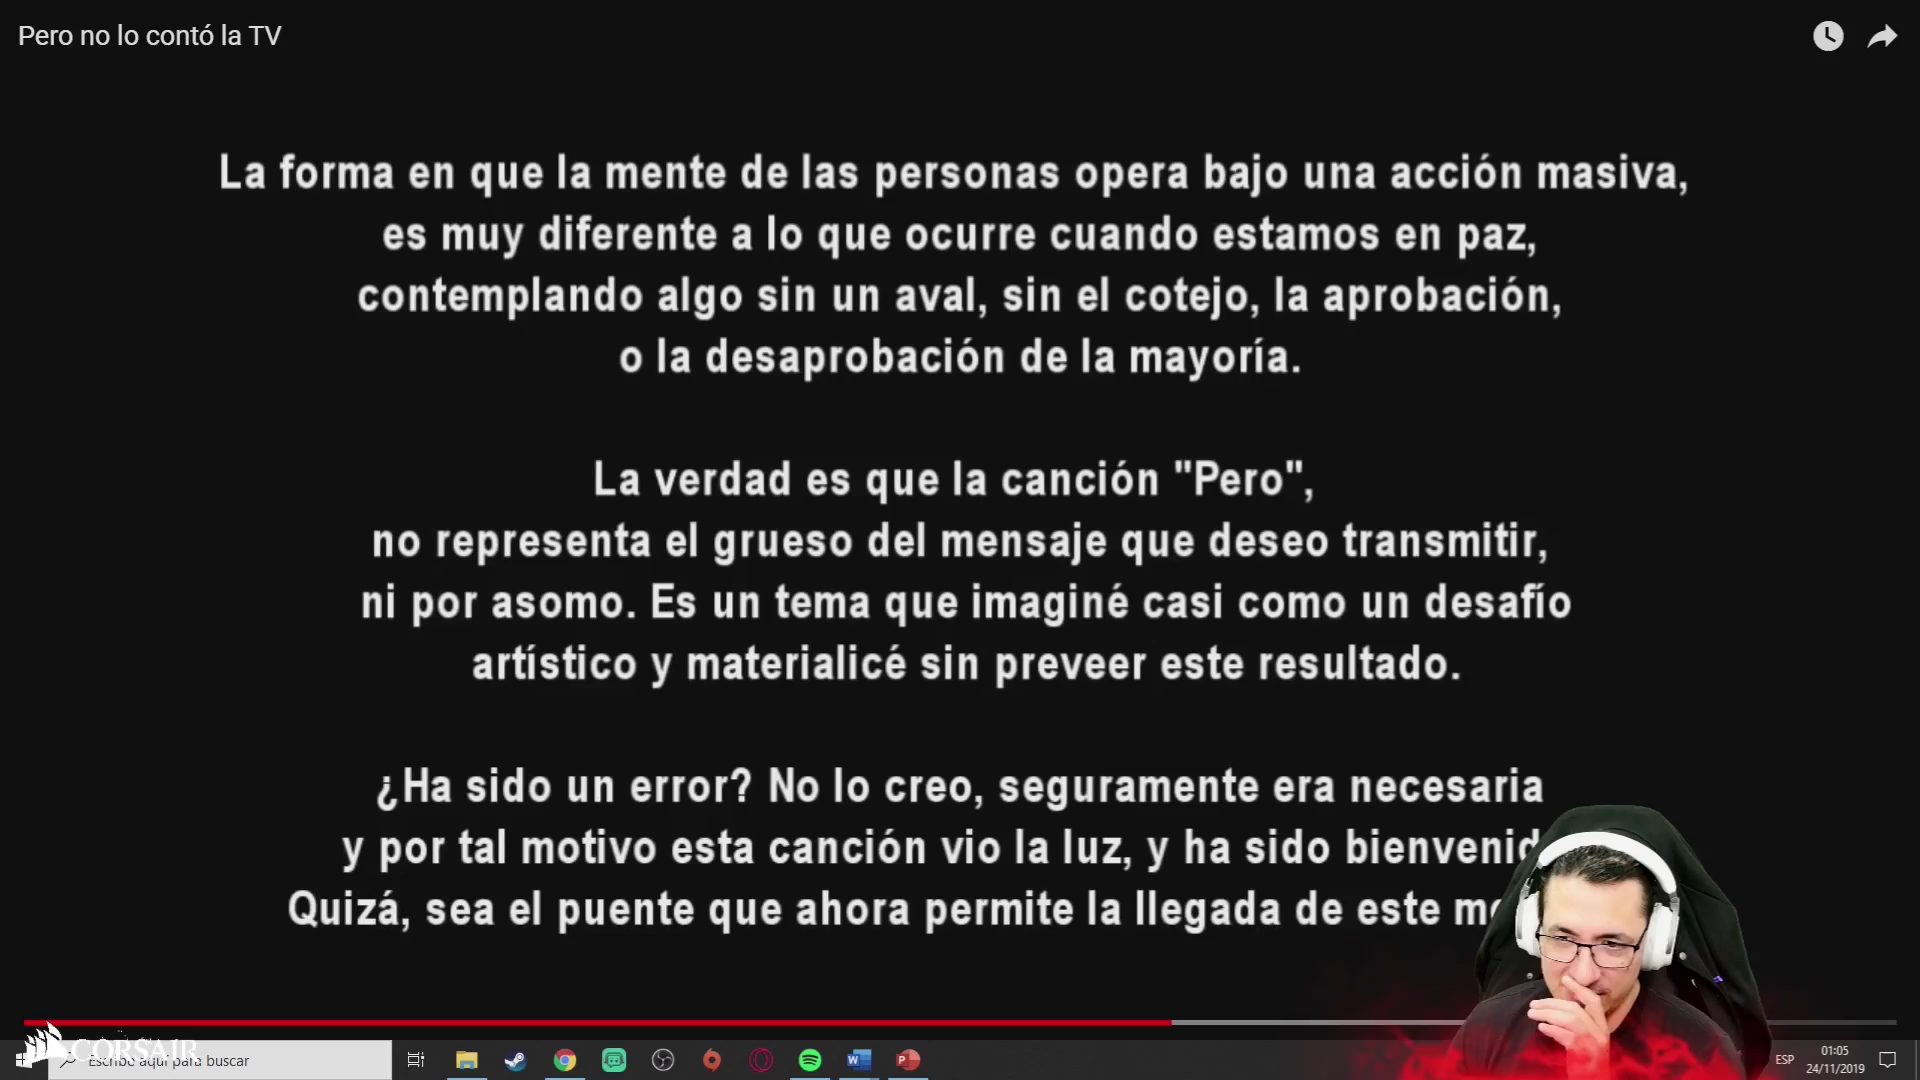 Pero no lo contó la TV
La forma en que la mente de las personas opera bajo una acción masiva,
es muy diferente a lo que ocurre cuando estamos en paz,
contemplando algo sin un aval, sin el cotejo, la aprobación,
o la desaprobación de la mayoría.
La verdad es que la canción "Pero",
no representa el grueso del mensaje que deseo transmitir,
ni por asomo. Es un tema que imaginé casi como un desafío
artístico y materialicé sin preveer este resultado.
¿Ha sido un error? No lo creo, seguramente era necesaria
y por tal motivo esta canción vio la luz, y ha sido bienvenid
Quizá, sea el puente que ahora permite la llegada de este
CORSAIR
Escribe aquí para buscar
ESP
01:05
24/11/2019